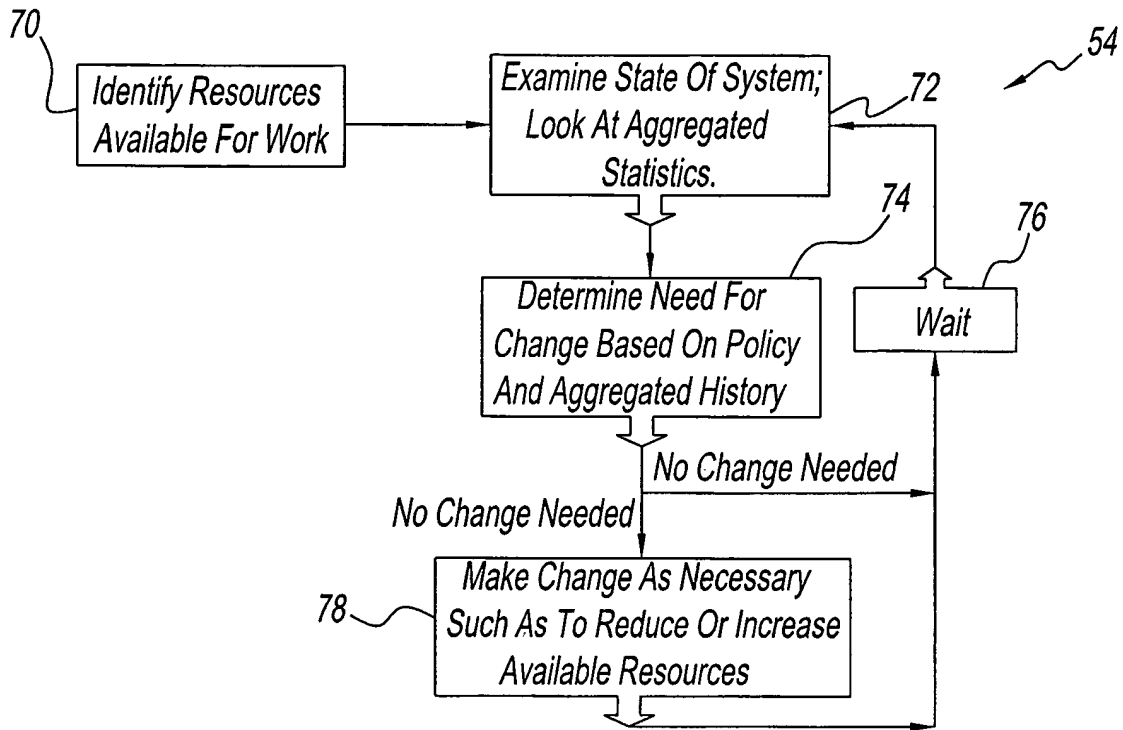 70
Identify Resources
Available For Work
Examine State Of System;
Look At Aggregated
Statistics.
72
54
74
Determine Need For
Change Based On Policy
And Aggregated History
76
Wait
No Change Needed
No Change Needed
78
Make Change As Necessary
Such As To Reduce Or Increase
Available Resources